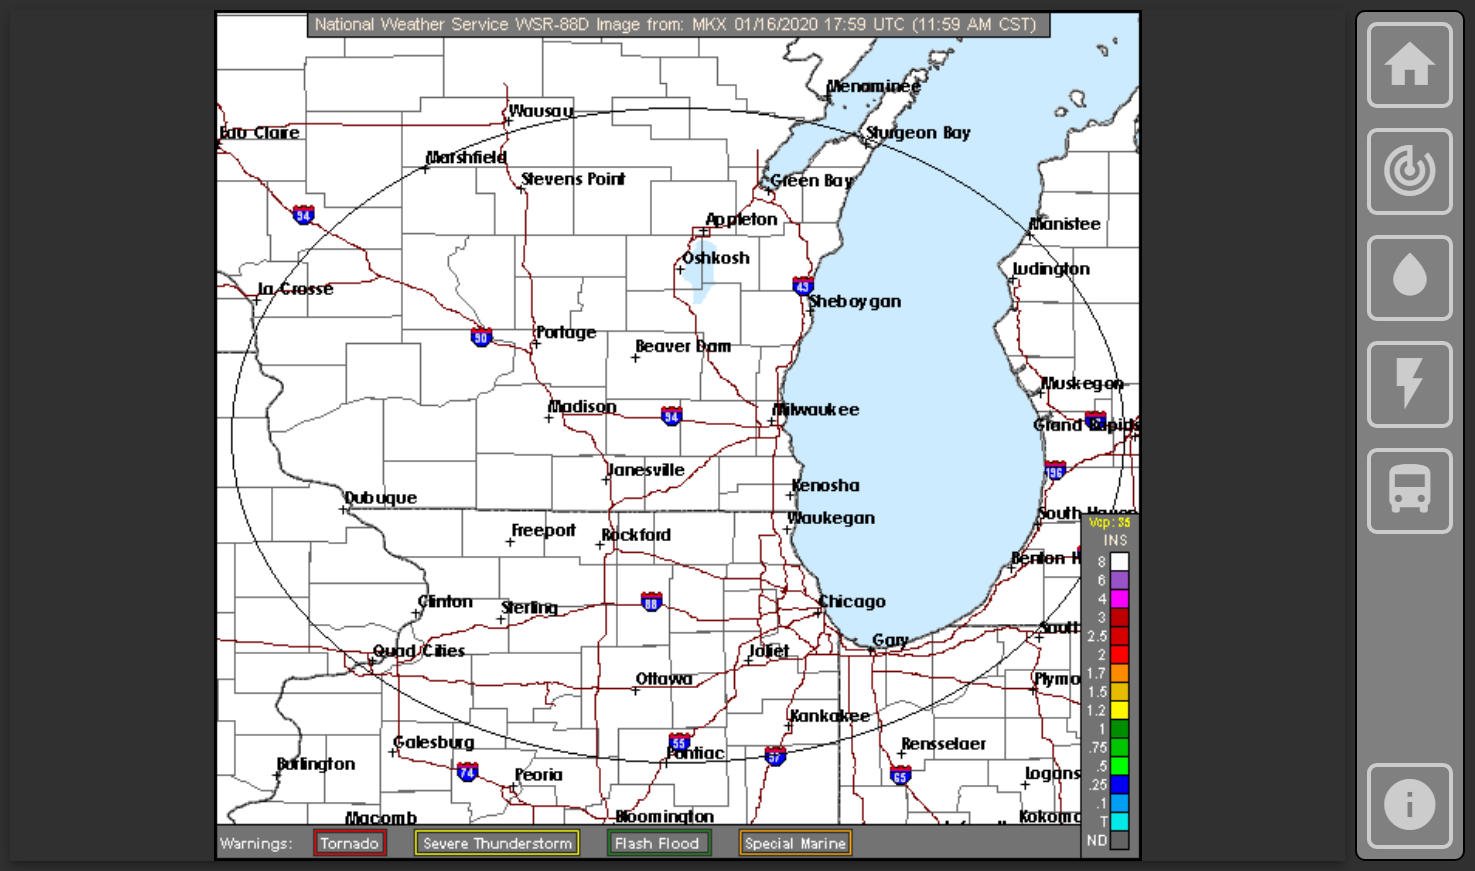 National Weather Service WSR-88D Image from: MKX 01/16/2020 17:59 UTC (11:59 AM CST)
Menaminee
Wausau
Eau Claire
Sturgeon Bay
Marshfield
Stevens Point
Green Bay
94
Appleton
Manistee
Oshkosh
Ludington
La Crosse
43
Sheboygan
90
Portage
Beaver Dam
Muskegon
Madison
94
Milwaukee
Grand Rapids
Janesville
196
Kenosha
Dubuque
South Haven
Waukegan
Vcp: 35
Freeport
Rockford
INS
Benton H
8
6
Clinton
Sterling
88
Chicago
4
3
South
2.5
Quad Cities
Joliet
Gary
2
Ottawa
Plymo
1.7
1.5
Kankakee
1.2
Galesburg
55
Pontiac
57
Rensselaer
1
.75
Burlington
74
Peoria
65
Logans
.5
.25
.1
Macomb
Bloomington
Kokomo
T
ND
Warnings:
Tornado
Severe Thunderstorm
Flash Flood
Special Marine
i